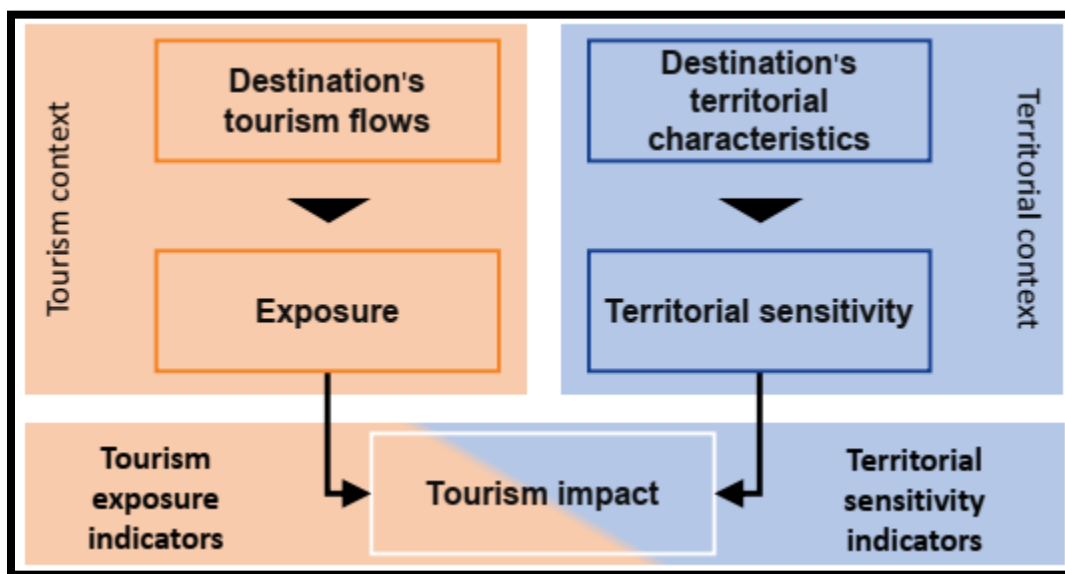 Tourism context
Destination's
tourism flows
Exposure
Destination's
territorial
characteristics
Territorial sensitivity
Territorial context
Tourism
exposure
indicators
Tourism impact
Territorial
sensitivity
indicators